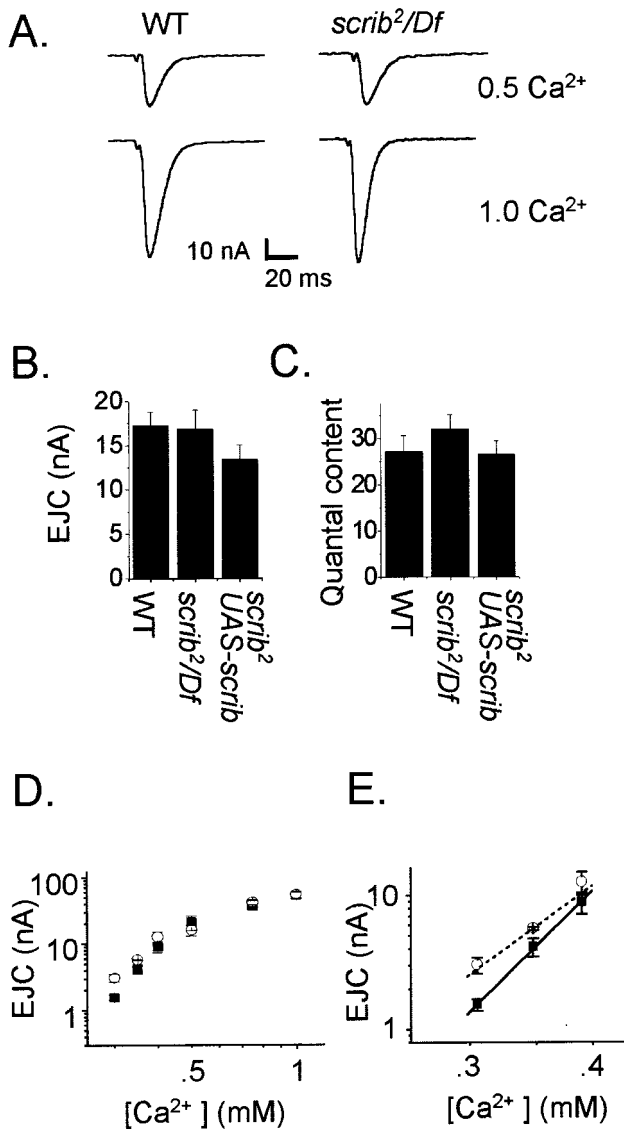 A.
WT
scrib²/Df
0.5 Ca²⁺
1.0 Ca²⁺
10 nA
20 ms
B.
EJC (nA)
20
15
10
5
0
WT
scrib²/Df
scrib²
UAS-scrib
C.
Quantal content
30
20
10
0
WT
scrib²/Df
scrib²
UAS-scrib
D.
EJC (nA)
100
10
1
.5
1
[Ca²⁺] (mM)
E.
EJC (nA)
10
1
.3
.4
[Ca²⁺] (mM)